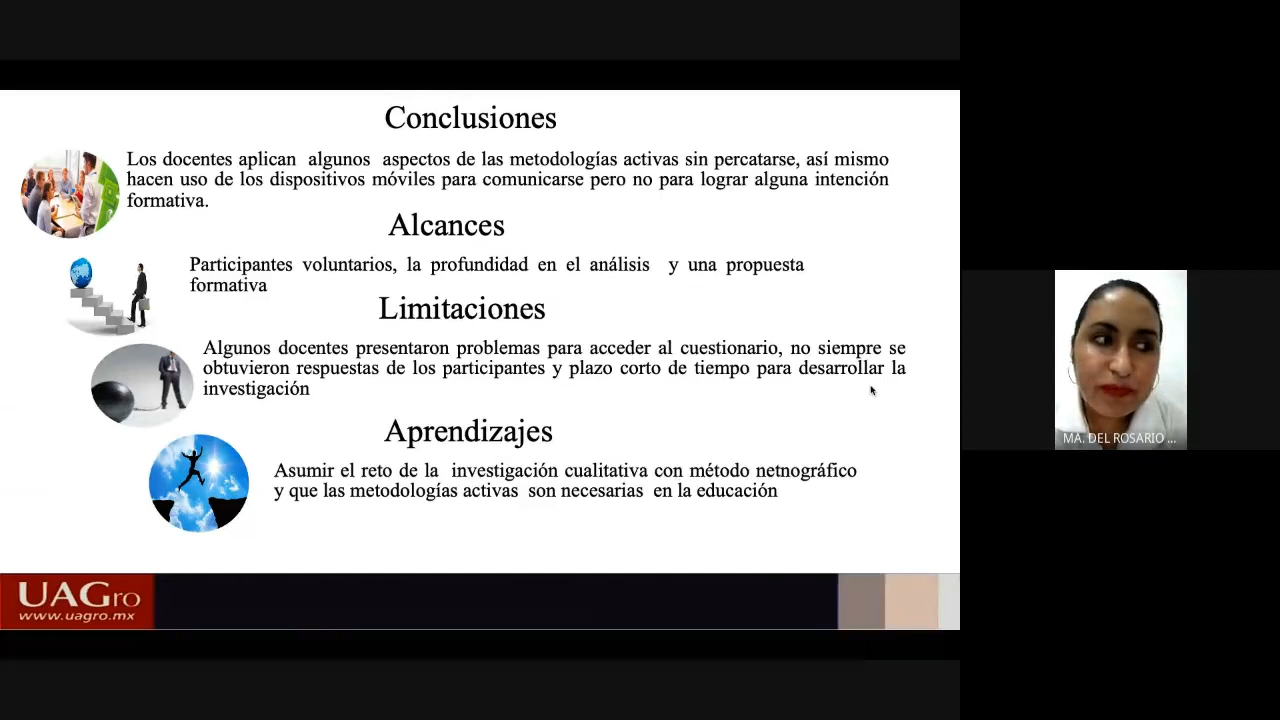 Conclusiones
Los docentes aplican algunos aspectos de las metodologías activas sin percatarse, así mismo
hacen uso de los dispositivos móviles para comunicarse pero no para lograr alguna intención
formativa.
Alcances
Participantes voluntarios, la profundidad en el análisis y una propuesta
formativa
Limitaciones
Algunos docentes presentaron problemas para acceder al cuestionario, no siempre se
obtuvieron respuestas de los participantes y plazo corto de tiempo para desarrollar la
investigación
Aprendizajes
Asumir el reto de la investigación cualitativa con método netnográfico
y que las metodologías activas son necesarias en la educación
UAGro
www.uagro.mx
MA. DEL ROSARIO ...